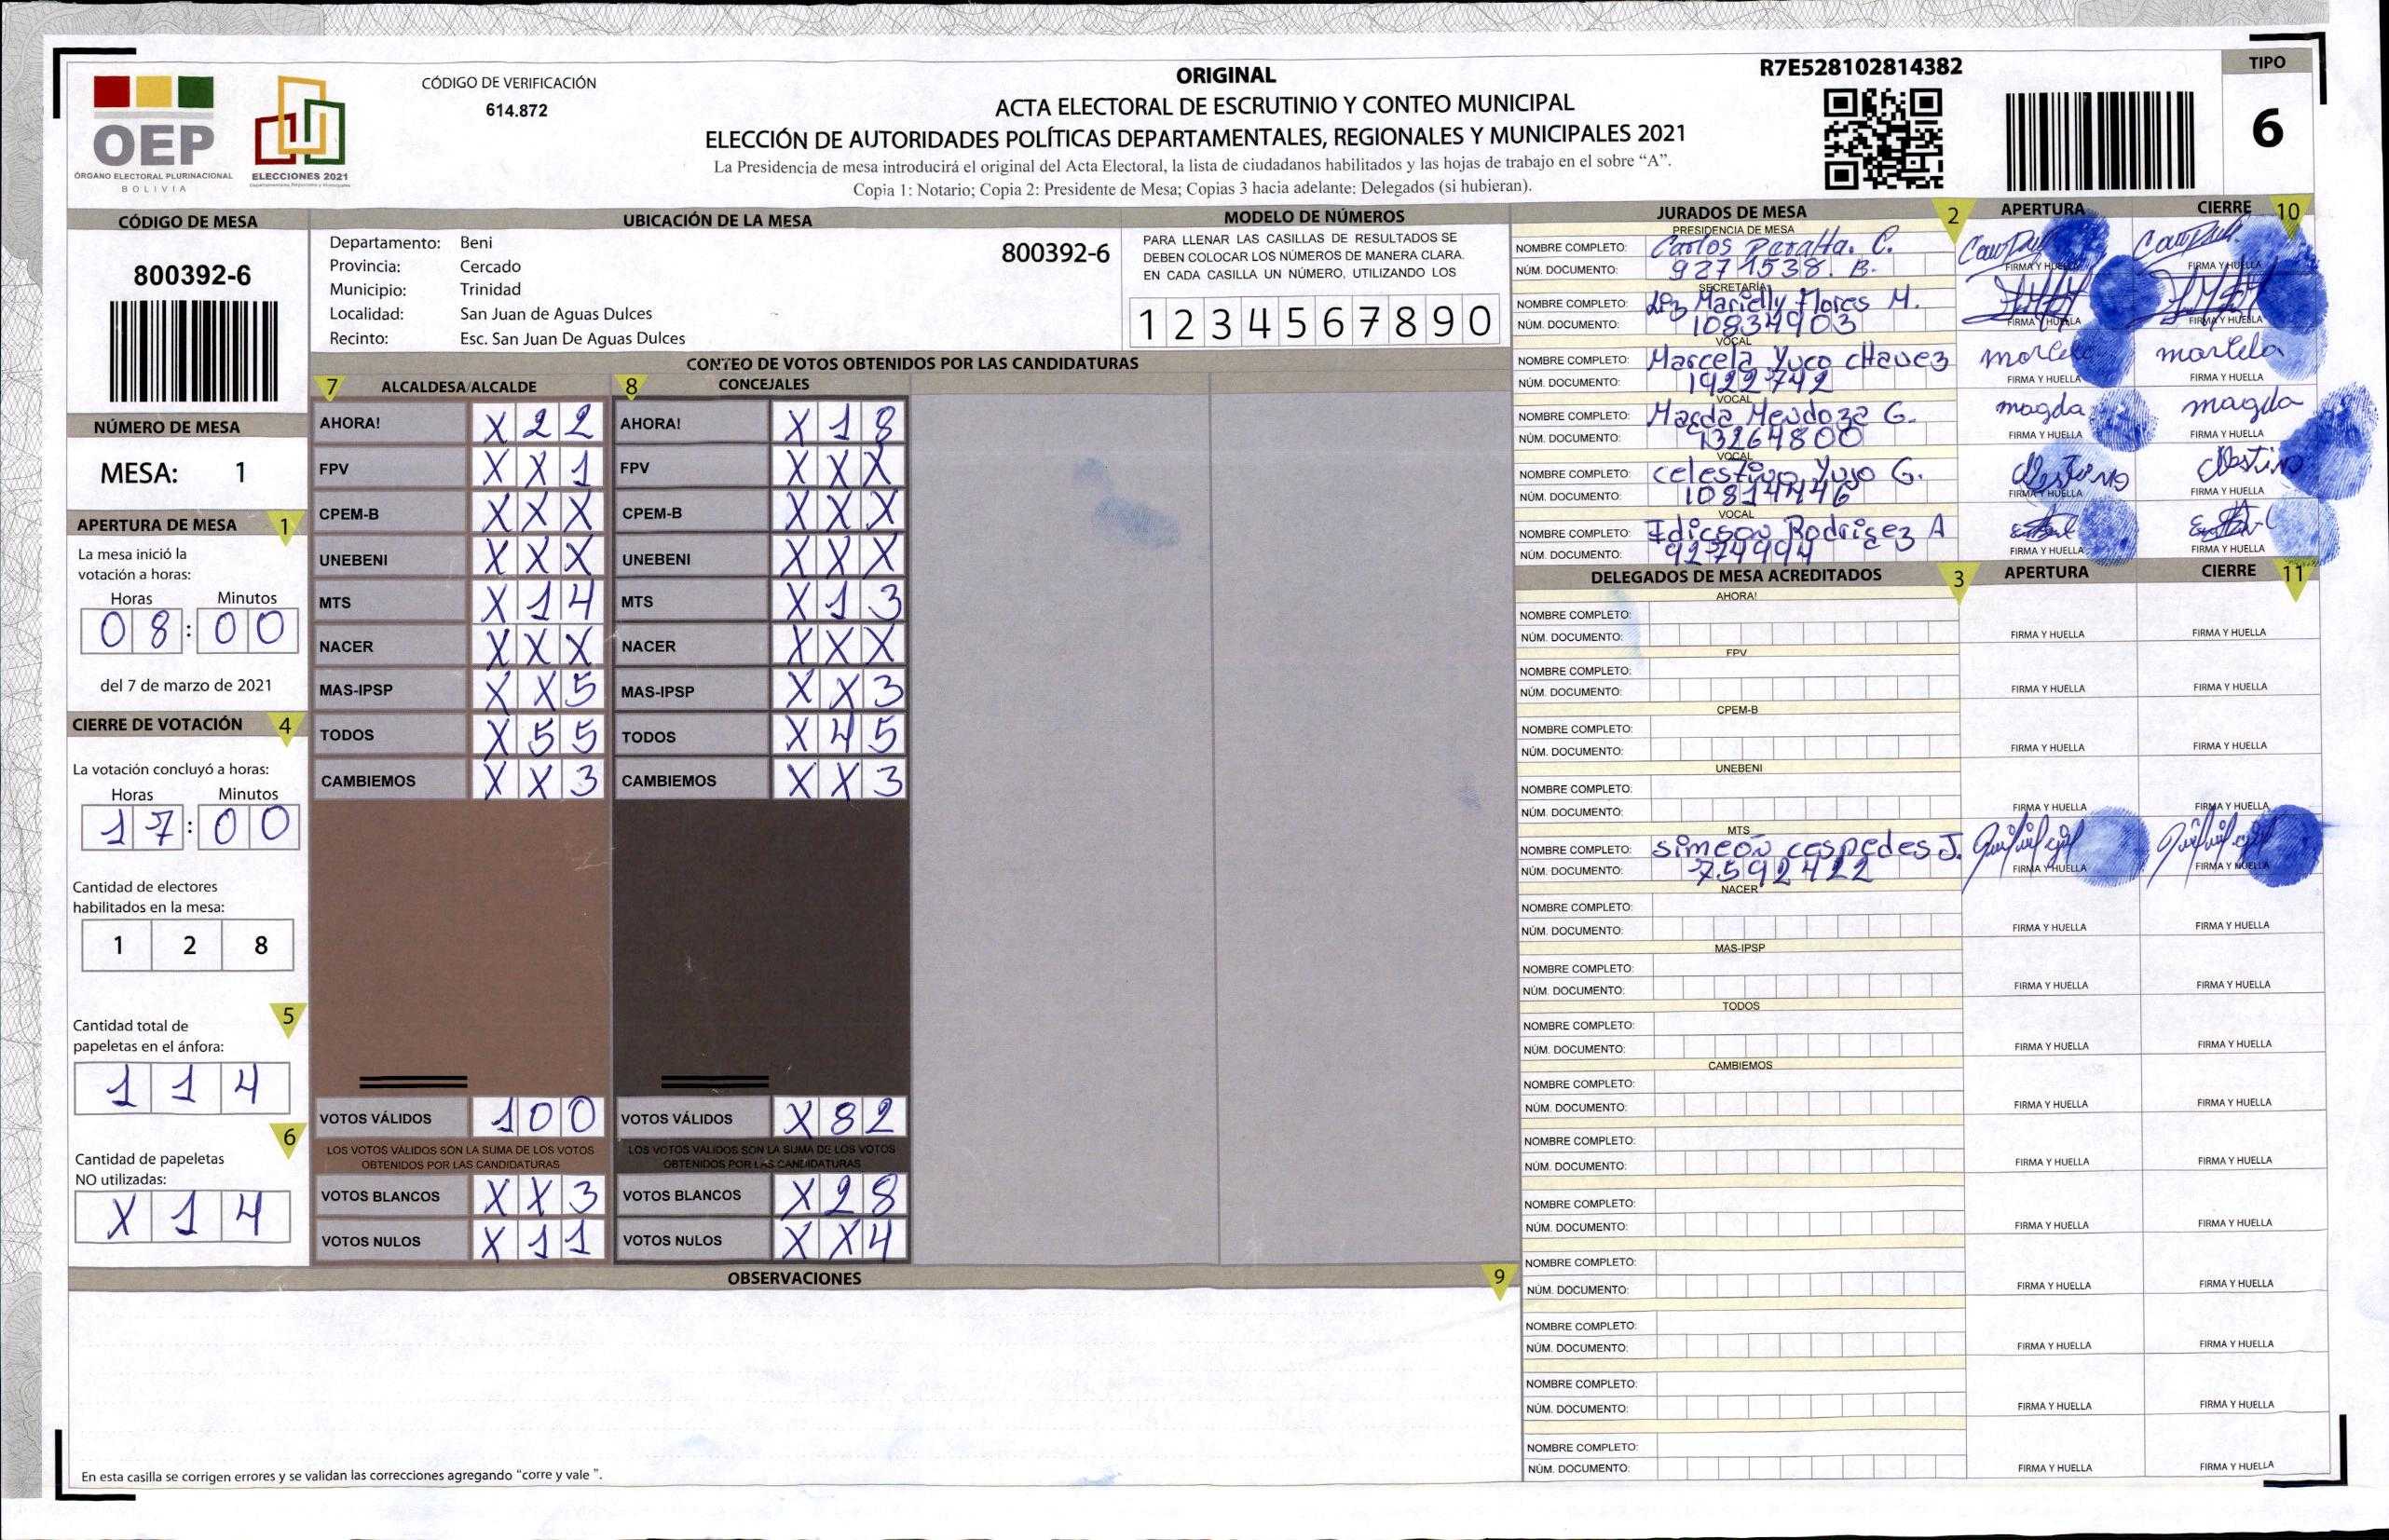 ORIGINAL
R7E528102814382
TIPO
6
CÓDIGO DE VERIFICACIÓN
614.872
OEP
ÓRGANO ELECTORAL PLURINACIONAL
BOLIVIA
ELECCIONES 2021
ACTA ELECTORAL DE ESCRUTINIO Y CONTEO MUNICIPAL
ELECCIÓN DE AUTORIDADES POLÍTICAS DEPARTAMENTALES, REGIONALES Y MUNICIPALES 2021
La Presidencia de mesa introducirá el original del Acta Electoral, la lista de ciudadanos habilitados y las hojas de trabajo en el sobre “A”.
Copia 1: Notario; Copia 2: Presidente de Mesa; Copias 3 hacia adelante: Delegados (si hubieran).
CÓDIGO DE MESA
800392-6
NÚMERO DE MESA
MESA: 1
APERTURA DE MESA 1
La mesa inició la
votación a horas:
Horas Minutos
08:00
del 7 de marzo de 2021
CIERRE DE VOTACIÓN 4
La votación concluyó a horas:
Horas Minutos
17:00
Cantidad de electores
habilitados en la mesa:
1 2 8
5
Cantidad total de
papeletas en el ánfora:
1 1 4
6
Cantidad de papeletas
NO utilizadas:
X 1 4
UBICACIÓN DE LA MESA
Departamento: Beni
Provincia: Cercado
Municipio: Trinidad
Localidad: San Juan de Aguas Dulces
Recinto: Esc. San Juan De Aguas Dulces
800392-6
MODELO DE NÚMEROS
PARA LLENAR LAS CASILLAS DE RESULTADOS SE
DEBEN COLOCAR LOS NÚMEROS DE MANERA CLARA.
EN CADA CASILLA UN NÚMERO, UTILIZANDO LOS
1 2 3 4 5 6 7 8 9 0
CONTEO DE VOTOS OBTENIDOS POR LAS CANDIDATURAS
7 ALCALDESA/ALCALDE
AHORA! X 2 2
FPV X X 1
CPEM-B X X X
UNEBENI X X X
MTS X 1 4
NACER X X X
MAS-IPSP X X 5
TODOS X 5 5
CAMBIEMOS X X 3
VOTOS VÁLIDOS 1 0 0
LOS VOTOS VÁLIDOS SON LA SUMA DE LOS VOTOS
OBTENIDOS POR LAS CANDIDATURAS
VOTOS BLANCOS X X 3
VOTOS NULOS X 1 1
8 CONCEJALES
AHORA! X 1 8
FPV X X X
CPEM-B X X X
UNEBENI X X X
MTS X 1 3
NACER X X X
MAS-IPSP X X 3
TODOS X 4 5
CAMBIEMOS X X 3
VOTOS VÁLIDOS X 8 2
LOS VOTOS VÁLIDOS SON LA SUMA DE LOS VOTOS
OBTENIDOS POR LAS CANDIDATURAS
VOTOS BLANCOS X 2 8
VOTOS NULOS X X 4
OBSERVACIONES 9
En esta casilla se corrigen errores y se validan las correcciones agregando “corre y vale ”.
JURADOS DE MESA 2 APERTURA CIERRE 10
PRESIDENCIA DE MESA
NOMBRE COMPLETO: Carlos Peralta. C.
NÚM. DOCUMENTO: 9271538. B. FIRMA Y HUELLA FIRMA Y HUELLA
SECRETARÍA
NOMBRE COMPLETO: Liz Marielly Flores M.
NÚM. DOCUMENTO: 10834903 FIRMA Y HUELLA FIRMA Y HUELLA
VOCAL
NOMBRE COMPLETO: Marcela Yuco cHavez marcela marcela
NÚM. DOCUMENTO: 1922742 FIRMA Y HUELLA FIRMA Y HUELLA
VOCAL
NOMBRE COMPLETO: Magda Mendoza G. magda magda
NÚM. DOCUMENTO: 13264800 FIRMA Y HUELLA FIRMA Y HUELLA
VOCAL
NOMBRE COMPLETO: celestino Yujo G.
NÚM. DOCUMENTO: 10814446 FIRMA Y HUELLA FIRMA Y HUELLA
VOCAL
NOMBRE COMPLETO: Edicson Rodrigez A
NÚM. DOCUMENTO: 9274994 FIRMA Y HUELLA FIRMA Y HUELLA
DELEGADOS DE MESA ACREDITADOS 3 APERTURA CIERRE 11
AHORA!
NOMBRE COMPLETO:
NÚM. DOCUMENTO: FIRMA Y HUELLA FIRMA Y HUELLA
FPV
NOMBRE COMPLETO:
NÚM. DOCUMENTO: FIRMA Y HUELLA FIRMA Y HUELLA
CPEM-B
NOMBRE COMPLETO:
NÚM. DOCUMENTO: FIRMA Y HUELLA FIRMA Y HUELLA
UNEBENI
NOMBRE COMPLETO:
NÚM. DOCUMENTO: FIRMA Y HUELLA FIRMA Y HUELLA
MTS
NOMBRE COMPLETO: simeón cespedes J.
NÚM. DOCUMENTO: 7592422 FIRMA Y HUELLA FIRMA Y HUELLA
NACER
NOMBRE COMPLETO:
NÚM. DOCUMENTO: FIRMA Y HUELLA FIRMA Y HUELLA
MAS-IPSP
NOMBRE COMPLETO:
NÚM. DOCUMENTO: FIRMA Y HUELLA FIRMA Y HUELLA
TODOS
NOMBRE COMPLETO:
NÚM. DOCUMENTO: FIRMA Y HUELLA FIRMA Y HUELLA
CAMBIEMOS
NOMBRE COMPLETO:
NÚM. DOCUMENTO: FIRMA Y HUELLA FIRMA Y HUELLA
NOMBRE COMPLETO:
NÚM. DOCUMENTO: FIRMA Y HUELLA FIRMA Y HUELLA
NOMBRE COMPLETO:
NÚM. DOCUMENTO: FIRMA Y HUELLA FIRMA Y HUELLA
NOMBRE COMPLETO:
NÚM. DOCUMENTO: FIRMA Y HUELLA FIRMA Y HUELLA
NOMBRE COMPLETO:
NÚM. DOCUMENTO: FIRMA Y HUELLA FIRMA Y HUELLA
NOMBRE COMPLETO:
NÚM. DOCUMENTO: FIRMA Y HUELLA FIRMA Y HUELLA
NOMBRE COMPLETO:
NÚM. DOCUMENTO: FIRMA Y HUELLA FIRMA Y HUELLA